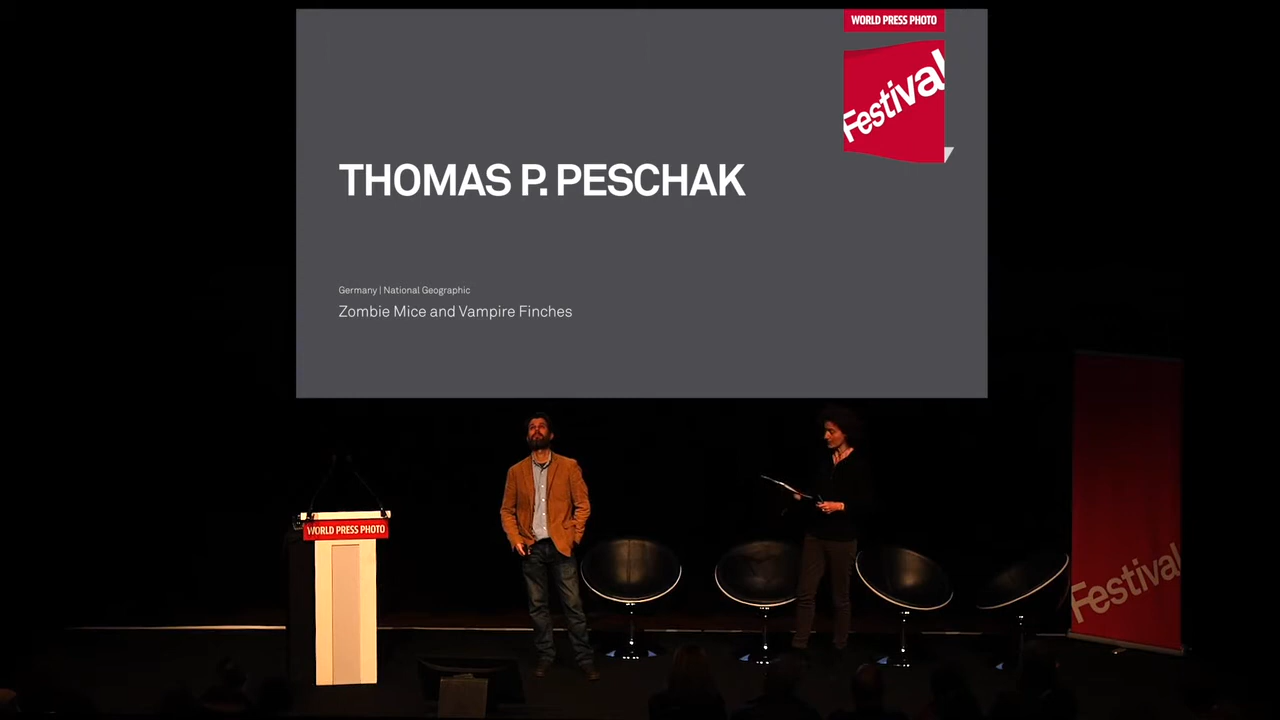 WORLD PRESS PHOTO
Festival
THOMAS P. PESCHAK
Germany | National Geographic
Zombie Mice and Vampire Finches
WORLD PRESS PHOTO
Festival